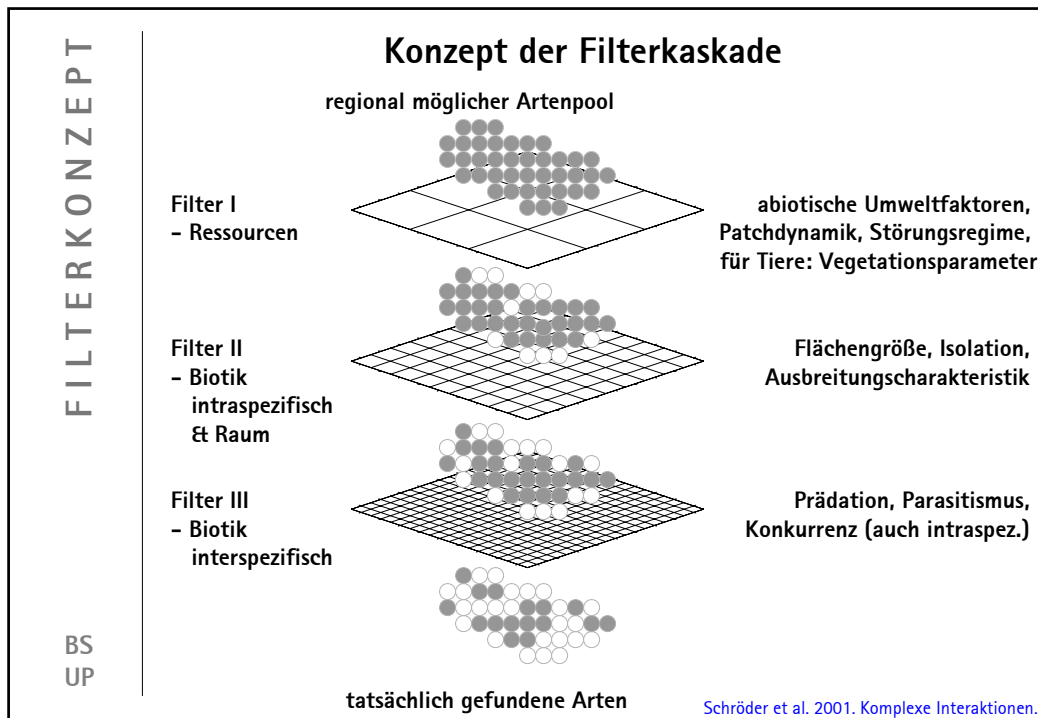 FILTERKONZEPT
BS
UP
Konzept der Filterkaskade
regional möglicher Artenpool
Filter I
– Ressourcen
abiotische Umweltfaktoren,
Patchdynamik, Störungsregime,
für Tiere: Vegetationsparameter
Filter II
– Biotik
intraspezifisch
& Raum
Flächengröße, Isolation,
Ausbreitungscharakteristik
Filter III
– Biotik
interspezifisch
Prädation, Parasitismus,
Konkurrenz (auch intraspez.)
tatsächlich gefundene Arten
Schröder et al. 2001. Komplexe Interaktionen.